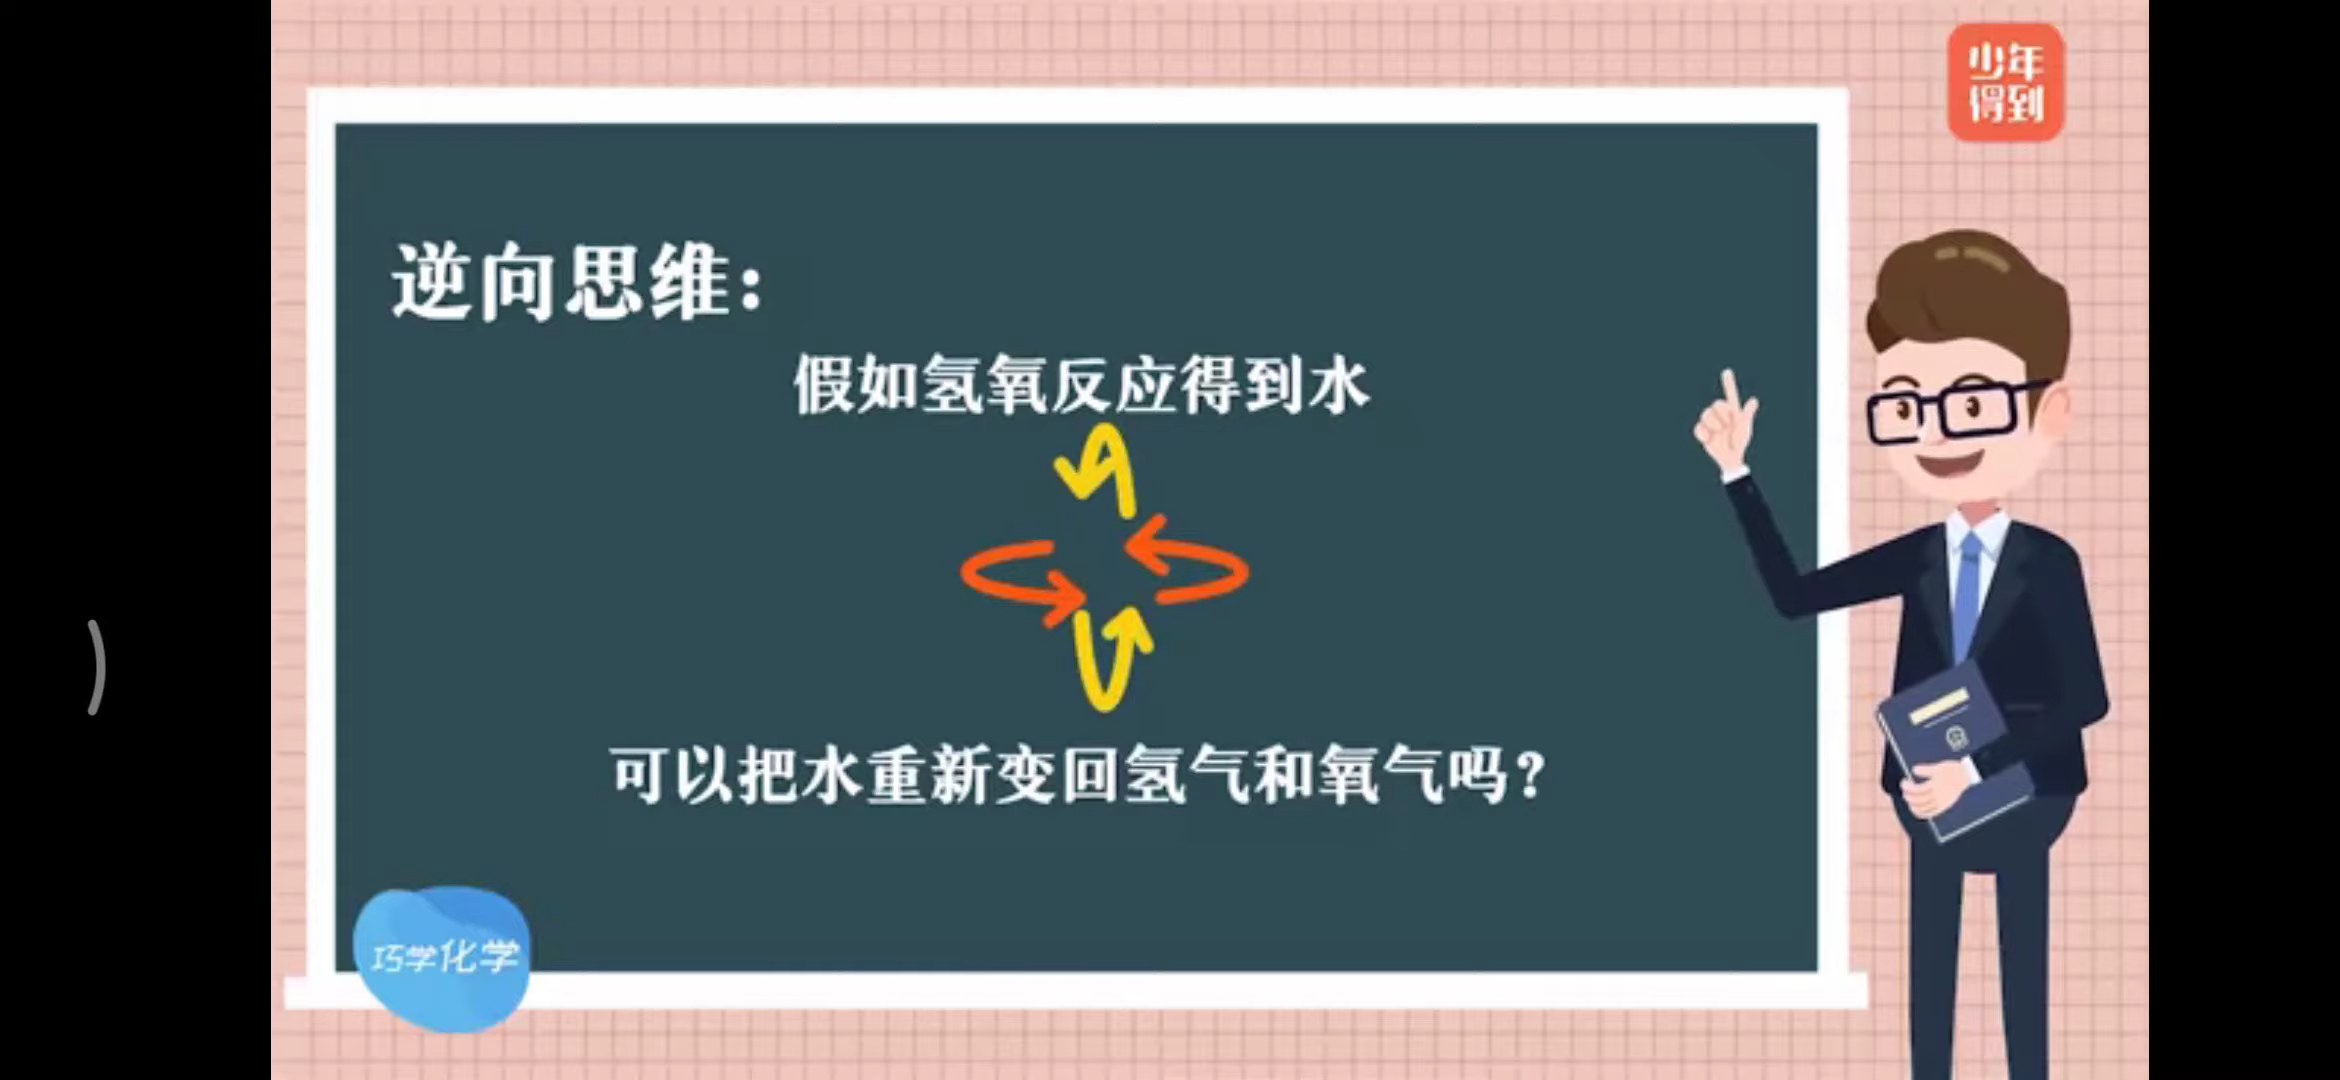 少年
得到
逆向思维：
假如氢氧反应得到水
可以把水重新变回氢气和氧气吗？
巧学化学